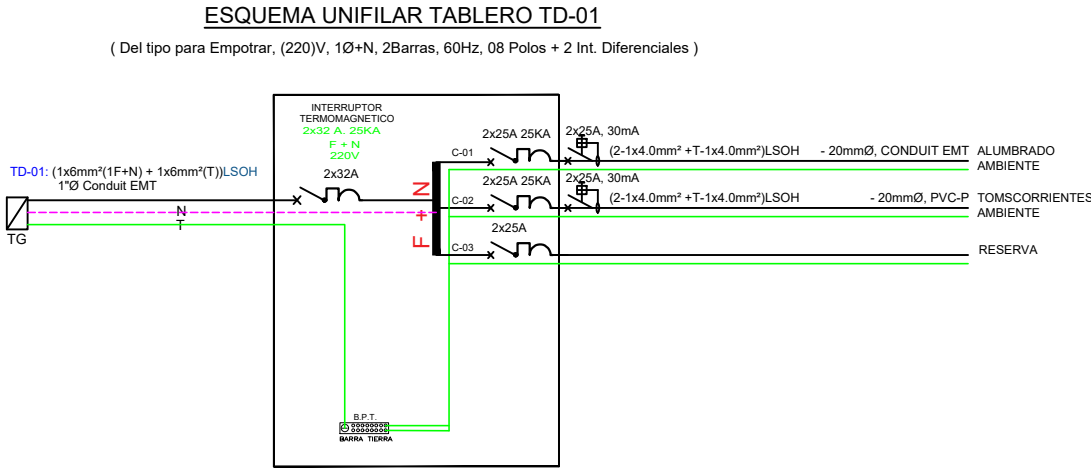 ESQUEMA UNIFILAR TABLERO TD-01
( Del tipo para Empotrar, (220)V, 1Ø+N, 2Barras, 60Hz, 08 Polos + 2 Int. Diferenciales )
INTERRUPTOR
TERMOMAGNETICO
2x32 A. 25KA
F + N
220V
2x32A
TD-01: (1x6mm²(1F+N) + 1x6mm²(T))LSOH
1"Ø Conduit EMT
N
T
TG
F + N
C-01
2x25A 25KA
2x25A, 30mA
(2-1x4.0mm² +T-1x4.0mm²)LSOH
- 20mmØ, CONDUIT EMT
ALUMBRADO
AMBIENTE
C-02
2x25A 25KA
2x25A, 30mA
(2-1x4.0mm² +T-1x4.0mm²)LSOH
- 20mmØ, PVC-P
TOMSCORRIENTES
AMBIENTE
C-03
2x25A
RESERVA
B.P.T.
BARRA TIERRA